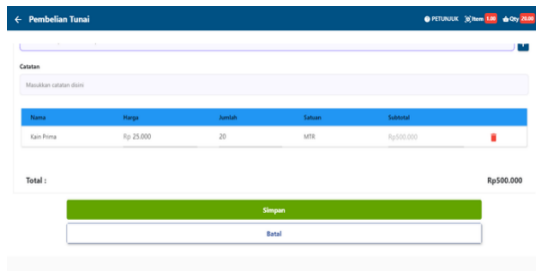 ← Pembelian Tunai
PETUNJUK Item 1.00 Qty 20.00
Catatan
Masukkan catatan disini
Nama Harga Jumlah Satuan Subtotal
Kain Prima Rp 25.000 20 MTR Rp500.000
Total : Rp500.000
Simpan
Batal